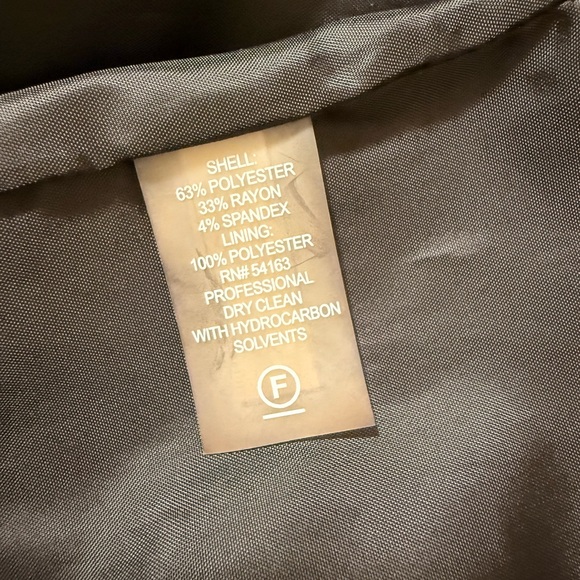 SHELL:
63% POLYESTER
33% RAYON
4% SPANDEX
LINING:
100% POLYESTER
RN# 54163
PROFESSIONAL
DRY CLEAN
WITH HYDROCARBON
SOLVENTS
F